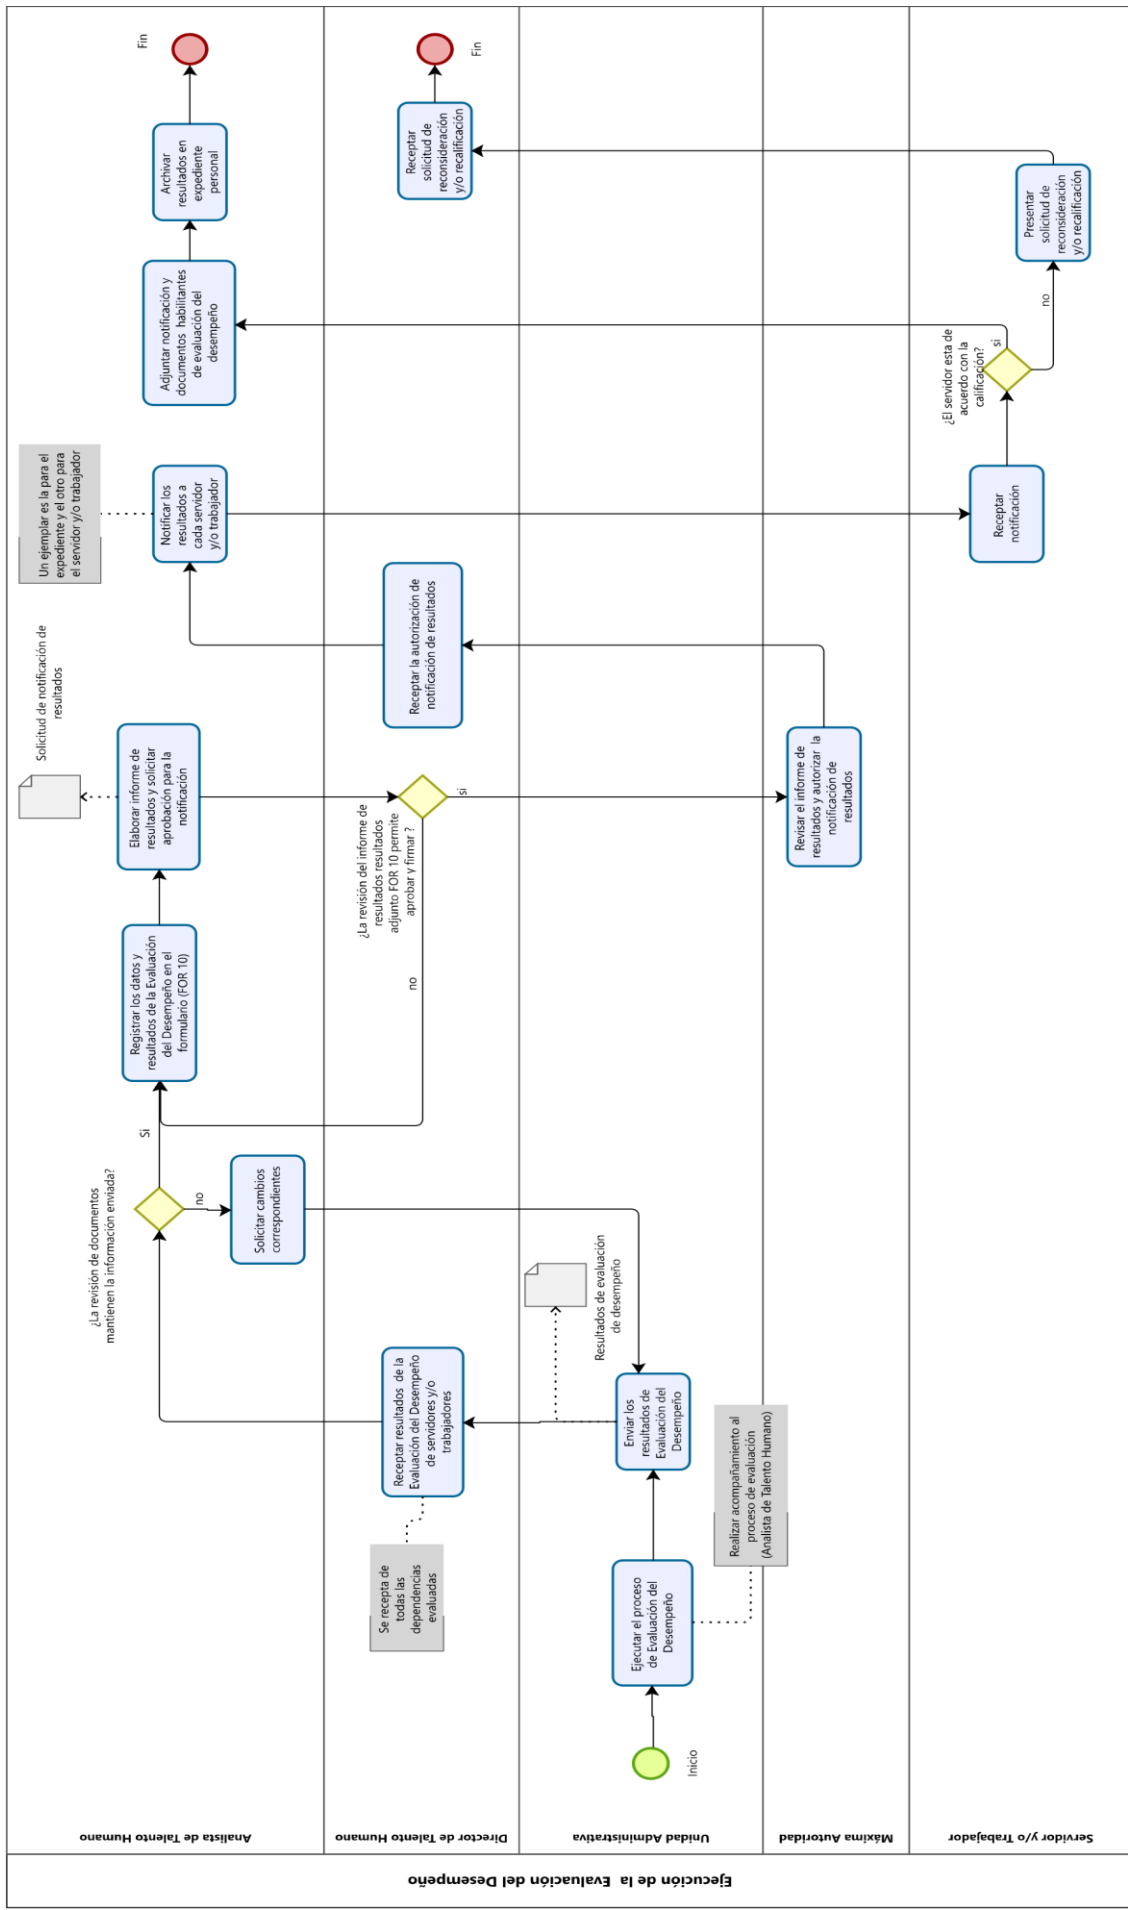 Ejecución de la Evaluación del Desempeño
Analista de Talento Humano
Director de Talento Humano
Unidad Administrativa
Máxima Autoridad
Servidor y/o Trabajador
Inicio
Ejecutar el proceso
de Evaluación del
Desempeño
Realizar acompañamiento al
proceso de evaluación
(Analista de Talento Humano)
Enviar los
resultados de
Evaluación del
Desempeño
Resultados de evaluación
de desempeño
Se recepta de
todas las
dependencias
evaluadas
Receptar resultados de la
Evaluación del Desempeño
de servidores y/o
trabajadores
¿La revisión de documentos
mantienen la información enviada?
no
Si
Solicitar cambios
correspondientes
Registrar los datos y
resultados de la Evaluación
del Desempeño en el
formulario (FOR 10)
Elaborar informe de
resultados y solicitar
aprobación para la
notificación
Solicitud de notificación de
resultados
¿La revisión del informe de
resultados resultados
adjunto FOR 10 permite
aprobar y firmar ?
no
si
Revisar el informe de
resultados y autorizar la
notificación de
resultados
Receptar la autorización de
notificación de resultados
Notificar los
resultados a
cada servidor
y/o trabajador
Un ejemplar es la para el
expediente y el otro para
el servidor y/o trabajador
Receptar
notificación
¿El servidor esta de
acuerdo con la
calificación?
si
no
Adjuntar notificación y
documentos habilitantes
de evaluación del
desempeño
Archivar
resultados en
expediente
personal
Fin
Presentar
solicitud de
reconsideración
y/o recalificación
Receptar
solicitud de
reconsideración
y/o recalificación
Fin